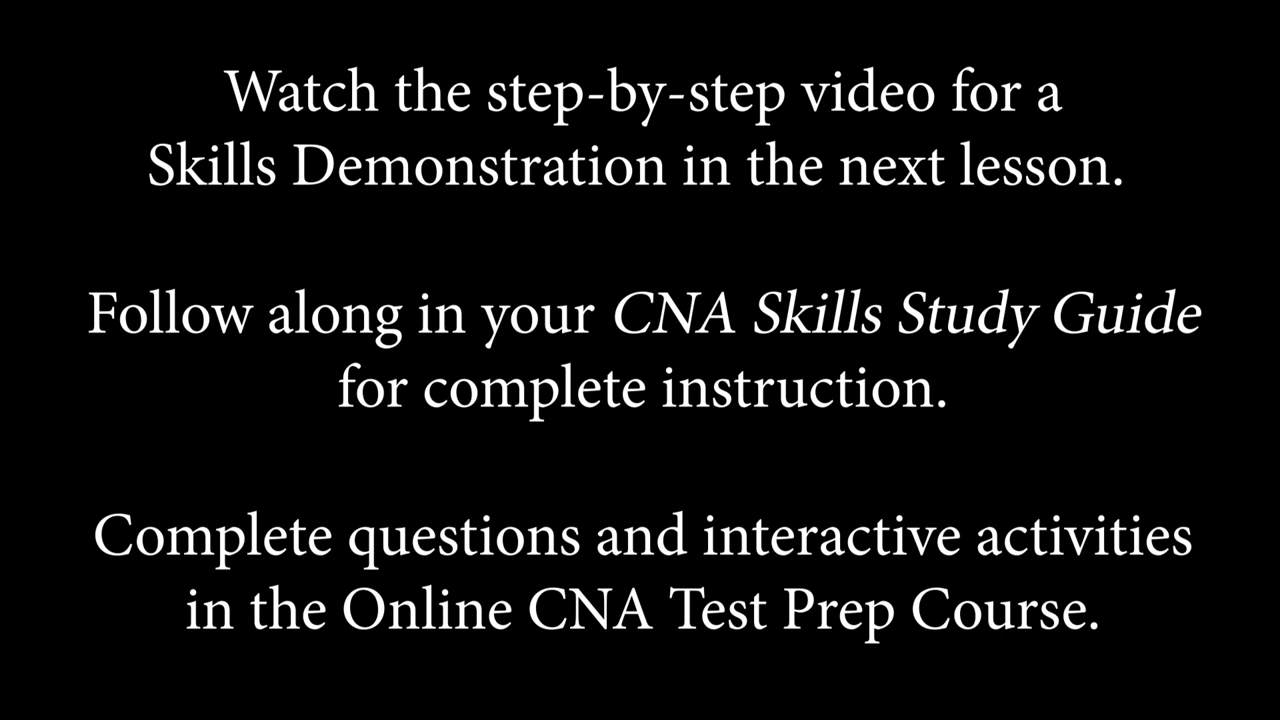 Watch the step-by-step video for a
Skills Demonstration in the next lesson.
Follow along in your CNA Skills Study Guide
for complete instruction.
Complete questions and interactive activities
in the Online CNA Test Prep Course.